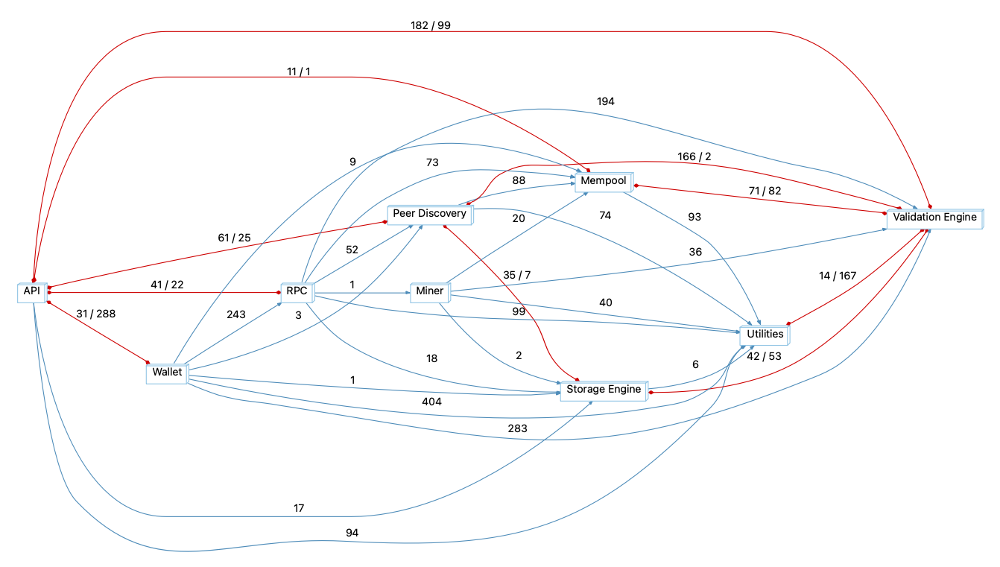 182 / 99
11 / 1
194
9
73
166 / 2
88
Mempool
71 / 82
Peer Discovery
20
74
93
Validation Engine
61 / 25
52
36
35 / 7
14 / 167
API
41 / 22
RPC
1
Miner
31 / 288
243
3
40
99
Utilities
Wallet
18
2
6
42 / 53
1
Storage Engine
404
283
17
94